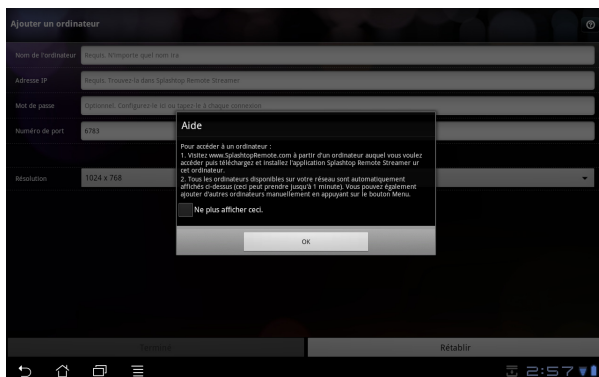 Ajouter un ordinateur
Nom de l'ordinateur
Requis. N'importe quel nom ira
Adresse IP
Requis. Trouvez-la dans Splashtop Remote Streamer
Mot de passe
Optionnel. Configurez-le ici ou tapez-le à chaque connexion
Numéro de port
6783
Aide
Pour accéder à un ordinateur :
1. Visitez www.SplashtopRemote.com à partir d'un ordinateur auquel vous voulez
accéder puis téléchargez et installez l'application Splashtop Remote Streamer ur
cet ordinateur.
2. Tous les ordinateurs disponibles sur votre réseau sont automatiquement
affichés ci-dessus (ceci peut prendre jusqu'à 1 minute). Vous pouvez également
ajouter d'autres ordinateurs manuellement en appuyant sur le bouton Menu.
Résolution
1024 x 768
Ne plus afficher ceci.
OK
Terminé
Rétablir
2:57